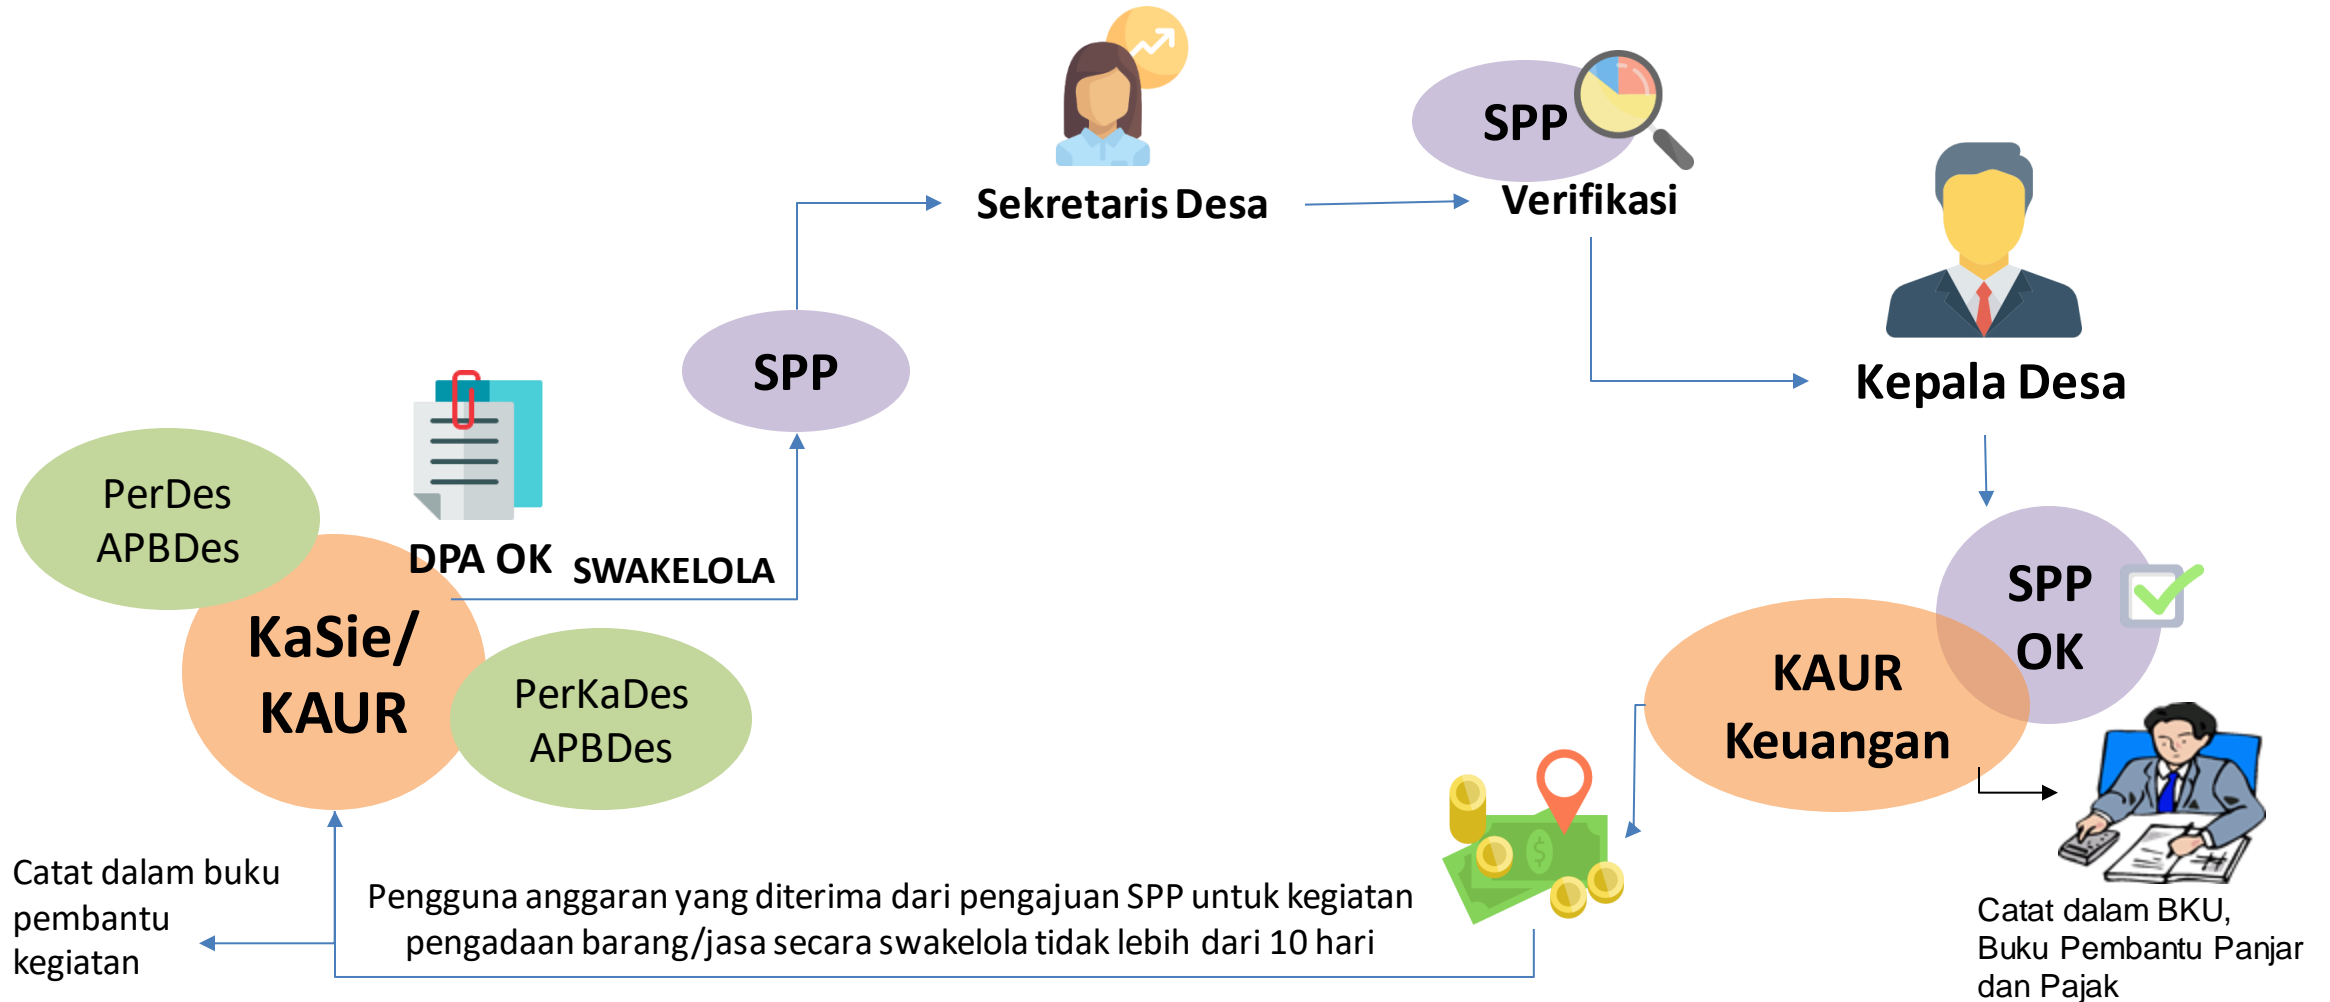 SPP
Sekretaris Desa
Verifikasi
Kepala Desa
SPP
PerDes
APBDes
DPA OK
SWAKELOLA
KaSie/
KAUR
PerKaDes
APBDes
SPP
OK
KAUR
Keuangan
Catat dalam buku
pembantu
kegiatan
Pengguna anggaran yang diterima dari pengajuan SPP untuk kegiatan
pengadaan barang/jasa secara swakelola tidak lebih dari 10 hari
Catat dalam BKU,
Buku Pembantu Panjar
dan Pajak